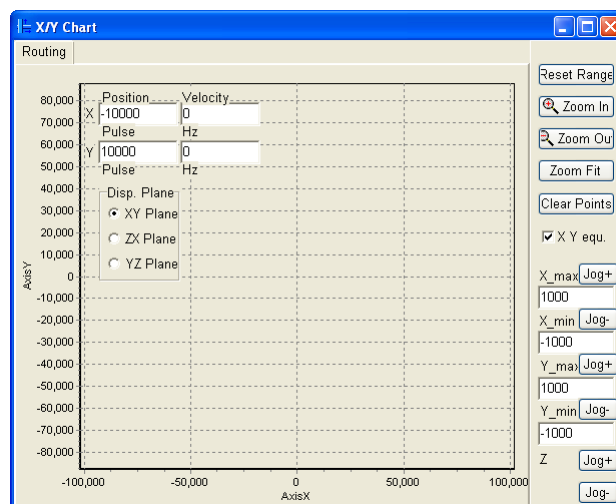 X/Y Chart
Routing
Position Velocity
X -10000 0
Pulse Hz
Y 10000 0
Pulse Hz
Disp. Plane
XY Plane
ZX Plane
YZ Plane
80,000
70,000
60,000
50,000
40,000
30,000
20,000
10,000
0
-10,000
-20,000
-30,000
-40,000
-50,000
-60,000
-70,000
-80,000
AxisY
-100,000 -50,000 0 50,000 100,000
AxisX
Reset Range
Zoom In
Zoom Ou
Zoom Fit
Clear Points
X Y equ.
X_max Jog+
1000
X_min Jog-
-1000
Y_max Jog+
1000
Y_min Jog-
-1000
Z Jog+
Jog-